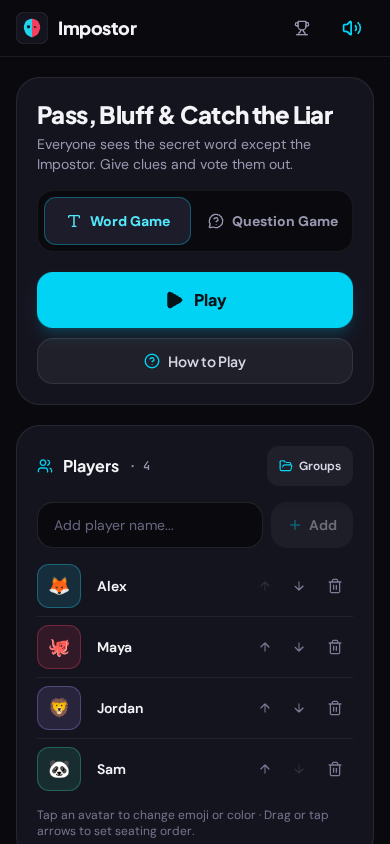 Impostor
Pass, Bluff & Catch the Liar
Everyone sees the secret word except the
Impostor. Give clues and vote them out.
Word Game
Question Game
Play
How to Play
Players · 4
Groups
Add player name...
+ Add
Alex
Maya
Jordan
Sam
Tap an avatar to change emoji or color · Drag or tap
arrows to set seating order.